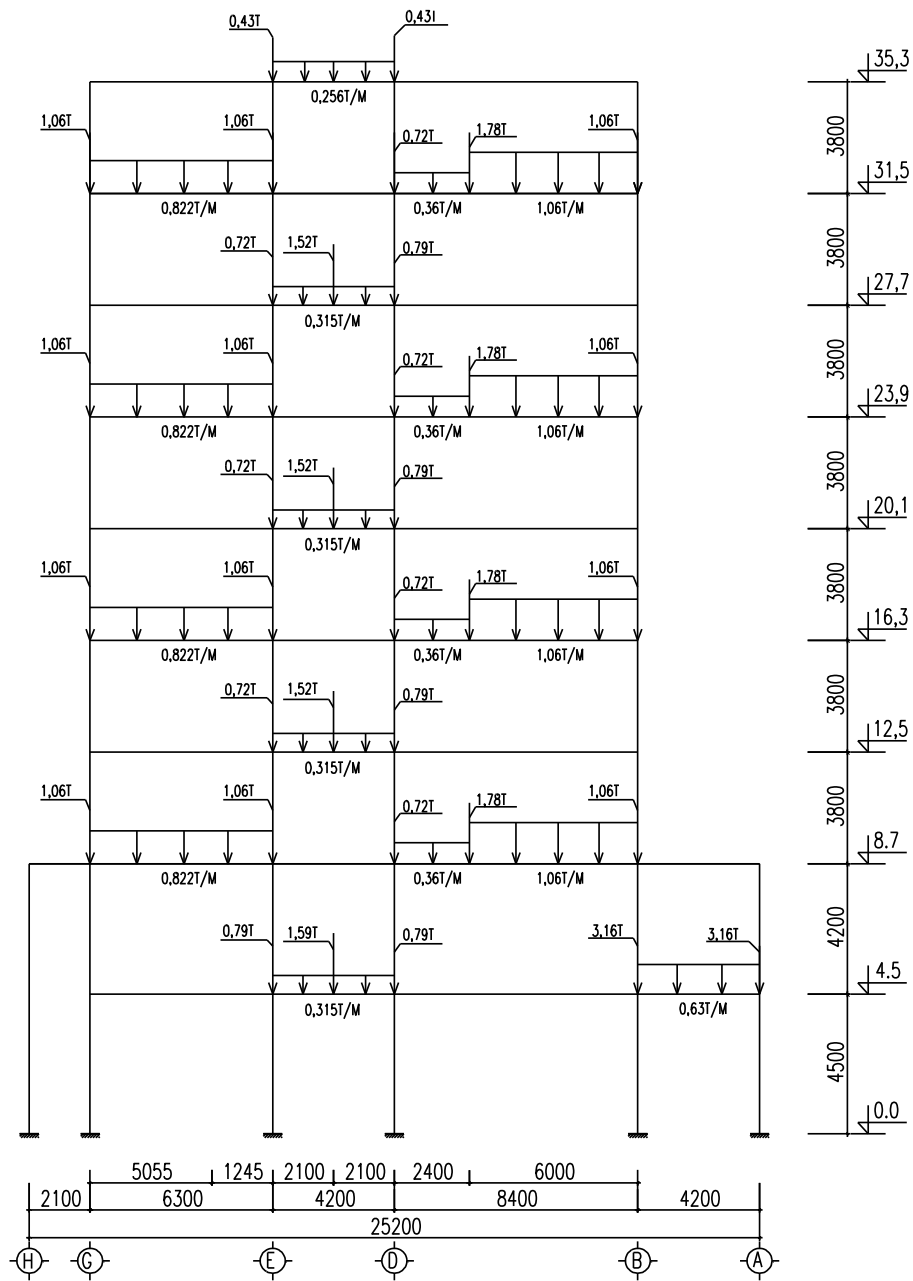 0,43T 0,43T
35,3
0,256T/M
1,06T 1,06T 0,72T 1,78T 1,06T
3800
31,5
0,822T/M 0,36T/M 1,06T/M
0,72T 1,52T 0,79T
3800
27,7
0,315T/M
1,06T 1,06T 0,72T 1,78T 1,06T
3800
23,9
0,822T/M 0,36T/M 1,06T/M
0,72T 1,52T 0,79T
3800
20,1
0,315T/M
1,06T 1,06T 0,72T 1,78T 1,06T
3800
16,3
0,822T/M 0,36T/M 1,06T/M
0,72T 1,52T 0,79T
3800
12,5
0,315T/M
1,06T 1,06T 0,72T 1,78T 1,06T
3800
8.7
0,822T/M 0,36T/M 1,06T/M
0,79T 1,59T 0,79T 3,16T 3,16T
4200
4.5
0,315T/M 0,63T/M
4500
0.0
5055 1245 2100 2100 2400 6000
2100 6300 4200 8400 4200
25200
H G E D B A